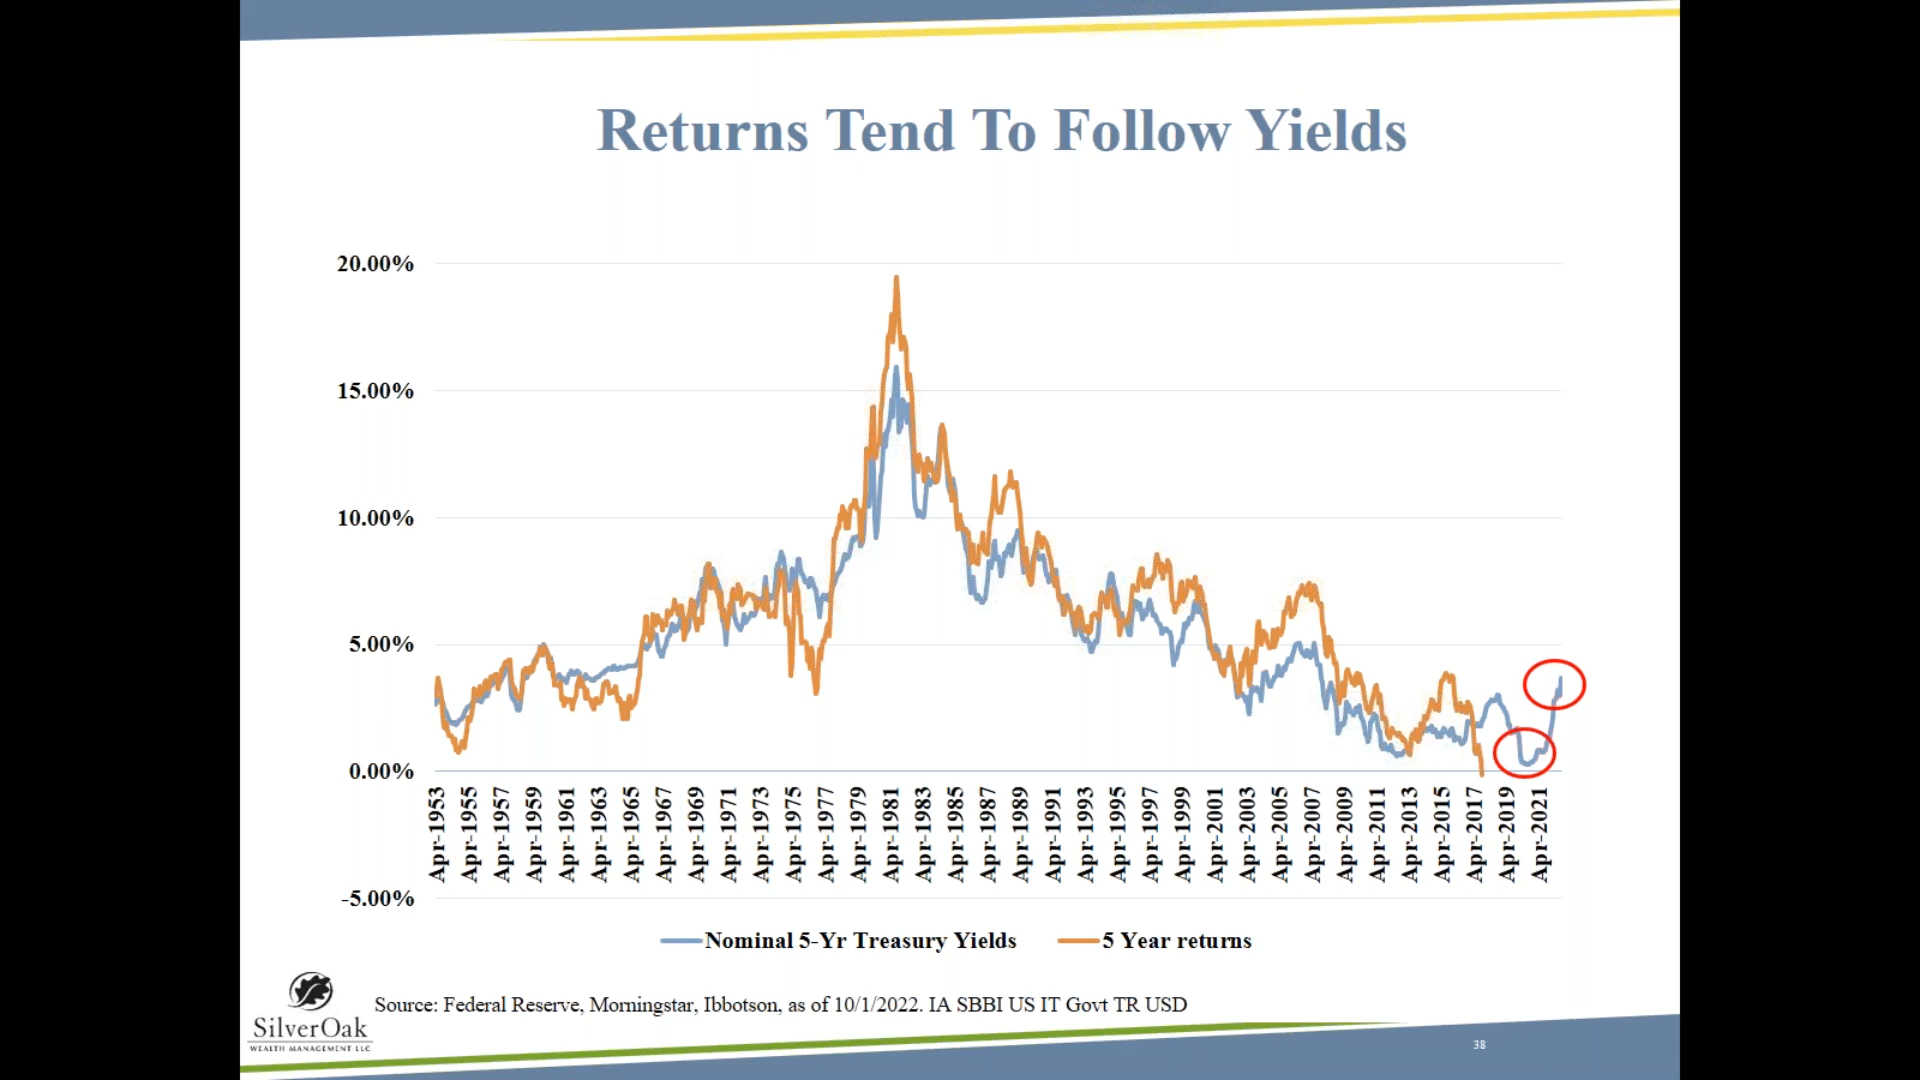 Returns Tend To Follow Yields
20.00%
15.00%
10.00%
5.00%
0.00%
-5.00%
Apr-1953
Apr-1955
Apr-1957
Apr-1959
Apr-1961
Apr-1963
Apr-1965
Apr-1967
Apr-1969
Apr-1971
Apr-1973
Apr-1975
Apr-1977
Apr-1979
Apr-1981
Apr-1983
Apr-1985
Apr-1987
Apr-1989
Apr-1991
Apr-1993
Apr-1995
Apr-1997
Apr-1999
Apr-2001
Apr-2003
Apr-2005
Apr-2007
Apr-2009
Apr-2011
Apr-2013
Apr-2015
Apr-2017
Apr-2019
Apr-2021
Nominal 5-Yr Treasury Yields
5 Year returns
Source: Federal Reserve, Morningstar, Ibbotson, as of 10/1/2022. IA SBBI US IT Govt TR USD
SilverOak
WEALTH MANAGEMENT LLC
38